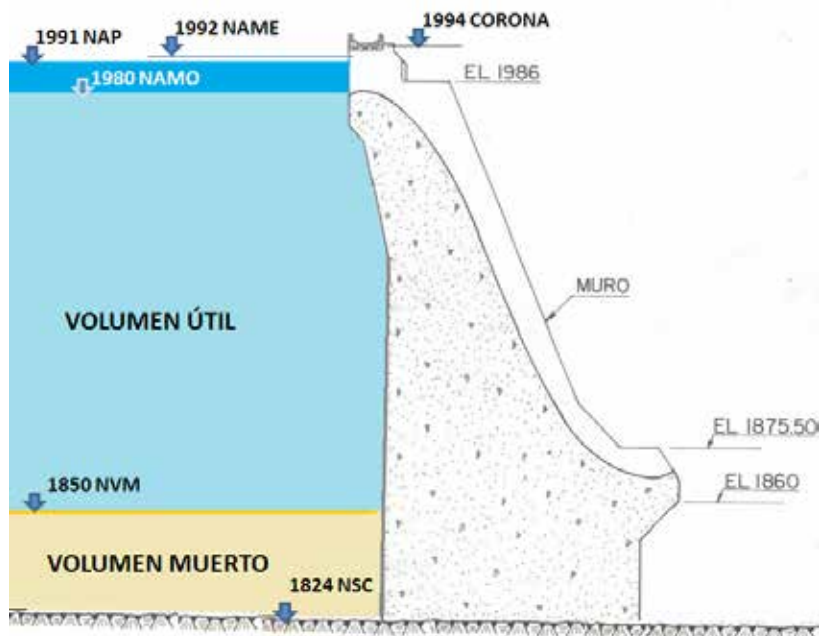 1994 CORONA
1992 NAME
1991 NAP
1980 NAMO
EL 1986
VOLUMEN ÚTIL
MURO
EL 1875.50
1850 NVM
EL 1860
VOLUMEN MUERTO
1824 NSC